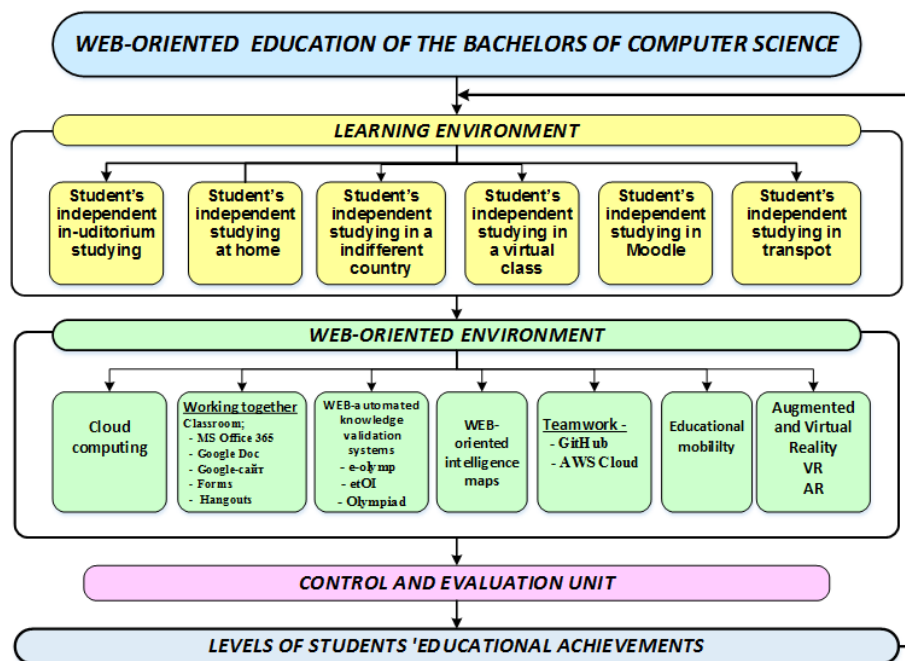 WEB-ORIENTED EDUCATION OF THE BACHELORS OF COMPUTER SCIENCE
LEARNING ENVIRONMENT
Student's
independent
in-uditorium
studying
Student's
independent
studying
at home
Student's
independent
studying in a
indifferent
country
Student's
independent
studying in
a virtual
class
Student's
independent
studying in
Moodle
Student's
independent
studying in
transpot
WEB-ORIENTED ENVIRONMENT
Cloud
computing
Working together
Classroom;
- MS Office 365
- Google Doc
- Google-сайт
- Forms
- Hangouts
WEB-automated
knowledge
validation
systems
- e-olymp
- etOI
- Olympiad
WEB-
oriented
intelligence
maps
Teamwork -
- GitHub
- AWS Cloud
Educational
mobility
Augmented
and Virtual
Reality
VR
AR
CONTROL AND EVALUATION UNIT
LEVELS OF STUDENTS 'EDUCATIONAL ACHIEVEMENTS